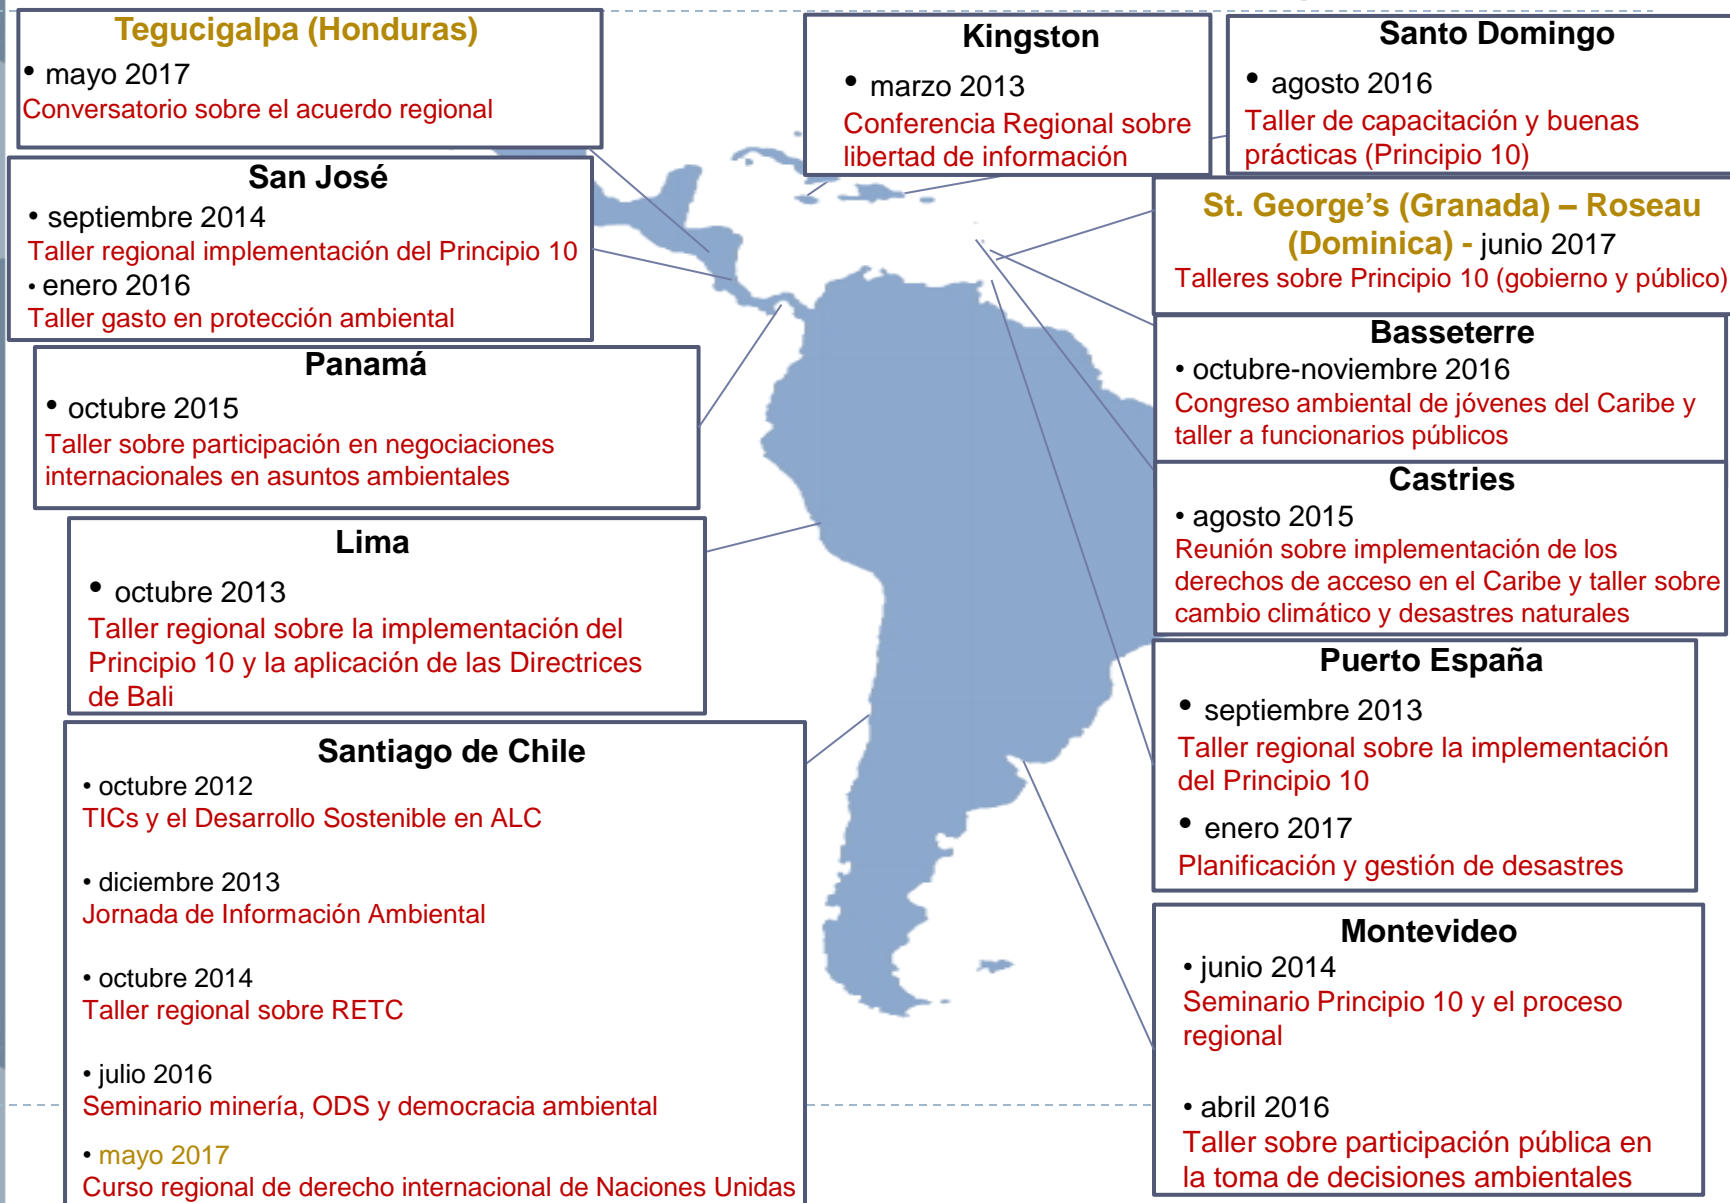 Tegucigalpa (Honduras)
• mayo 2017
Conversatorio sobre el acuerdo regional
San José
• septiembre 2014
Taller regional implementación del Principio 10
• enero 2016
Taller gasto en protección ambiental
Panamá
• octubre 2015
Taller sobre participación en negociaciones
internacionales en asuntos ambientales
Lima
• octubre 2013
Taller regional sobre la implementación del
Principio 10 y la aplicación de las Directrices
de Bali
Santiago de Chile
• octubre 2012
TICs y el Desarrollo Sostenible en ALC
• diciembre 2013
Jornada de Información Ambiental
• octubre 2014
Taller regional sobre RETC
• julio 2016
Seminario minería, ODS y democracia ambiental
• mayo 2017
Curso regional de derecho internacional de Naciones Unidas
Kingston
• marzo 2013
Conferencia Regional sobre
libertad de información
Santo Domingo
• agosto 2016
Taller de capacitación y buenas
prácticas (Principio 10)
St. George’s (Granada) – Roseau
(Dominica) - junio 2017
Talleres sobre Principio 10 (gobierno y público)
Basseterre
• octubre-noviembre 2016
Congreso ambiental de jóvenes del Caribe y
taller a funcionarios públicos
Castries
• agosto 2015
Reunión sobre implementación de los
derechos de acceso en el Caribe y taller sobre
cambio climático y desastres naturales
Puerto España
• septiembre 2013
Taller regional sobre la implementación
del Principio 10
• enero 2017
Planificación y gestión de desastres
Montevideo
• junio 2014
Seminario Principio 10 y el proceso
regional
• abril 2016
Taller sobre participación pública en
la toma de decisiones ambientales